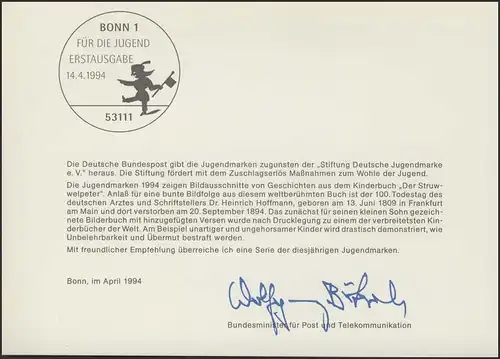 BONN 1
FÜR DIE JUGEND
ERSTAUSGABE
14.4.1994
53111
Die Deutsche Bundespost gibt die Jugendmarken zugunsten der „Stiftung Deutsche Jugendmarke
e. V.” heraus. Die Stiftung fördert mit dem Zuschlagserlös Maßnahmen zum Wohle der Jugend.
Die Jugendmarken 1994 zeigen Bildausschnitte von Geschichten aus dem Kinderbuch „Der Struw-
welpeter”. Anlaß für eine bunte Bildfolge aus diesem weltberühmten Buch ist der 100. Todestag des
deutschen Arztes und Schriftstellers Dr. Heinrich Hoffmann, geboren am 13. Juni 1809 in Frankfurt
am Main und dort verstorben am 20. September 1894. Das zunächst für seinen kleinen Sohn gezeich-
nete Bilderbuch mit hinzugefügten Versen wurde nach Drucklegung zu einem der verbreitetsten Kin-
derbücher der Welt. Am Beispiel unartiger und ungehorsamer Kinder wird drastisch demonstriert, wie
Unbelehrbarkeit und Übermut bestraft werden.
Mit freundlicher Empfehlung überreiche ich eine Serie der diesjährigen Jugendmarken.
Bonn, im April 1994
Wolfgang Bötsch
Bundesminister für Post und Telekommunikation